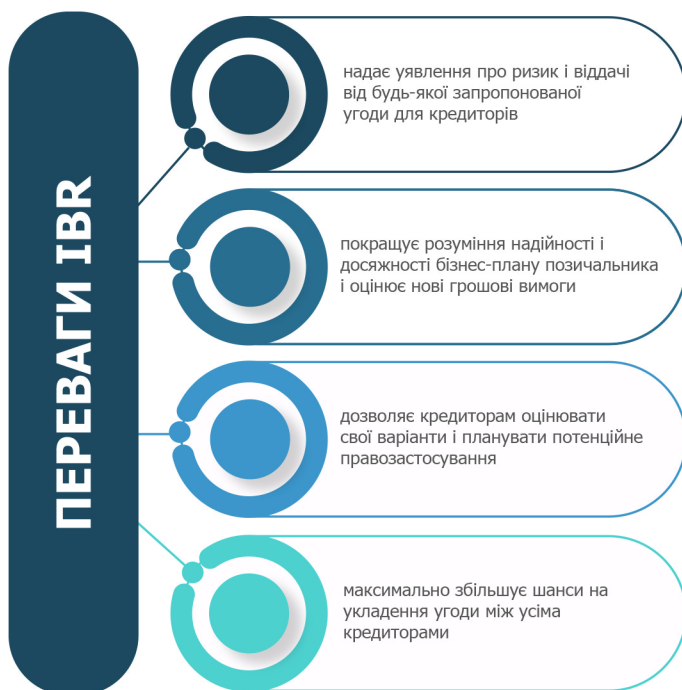 ПЕРЕВАГИ IBR
надає уявлення про ризик і віддачі
від будь-якої запропонованої
угоди для кредиторів
покращує розуміння надійності і
досяжності бізнес-плану позичальника
і оцінює нові грошові вимоги
дозволяє кредиторам оцінювати
свої варіанти і планувати потенційне
правозастосування
максимально збільшує шанси на
укладення угоди між усіма
кредиторами